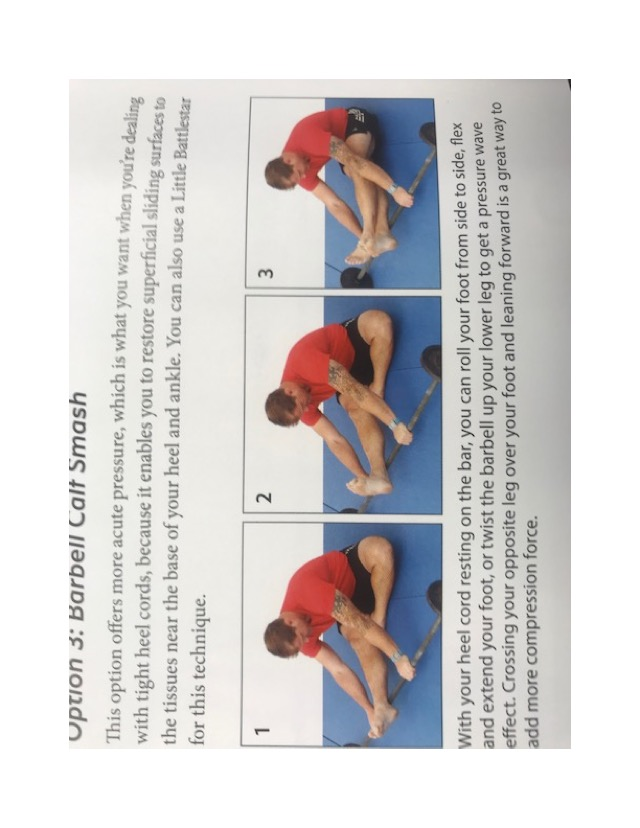 Option 3: Barbell Calf Smash
This option offers more acute pressure, which is what you want when you're dealing
with tight heel cords, because it enables you to restore superficial sliding surfaces to
the tissues near the base of your heel and ankle. You can also use a Little Battlestar
for this technique.
1
2
3
With your heel cord resting on the bar, you can roll your foot from side to side, flex
and extend your foot, or twist the barbell up your lower leg to get a pressure wave
effect. Crossing your opposite leg over your foot and leaning forward is a great way to
add more compression force.